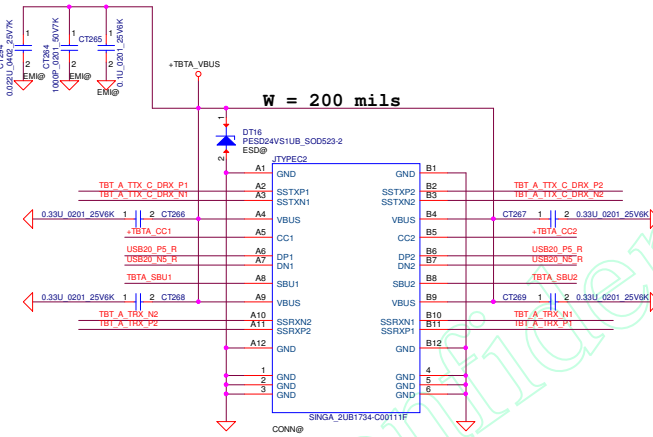 0.022U_0402_25V7K
1
2
EMI@
CT264
1000P_0201_50V7K
1
2
EMI@
CT265
0.1U_0201_25V6K
1
2
EMI@
+TBTA_VBUS
W = 200 mils
1
2
DT16
PESD24VS1UB_SOD523-2
ESD@
JTYPEC2
A1 GND GND B1
TBT_A_TTX_C_DRX_P1 A2 SSTXP1 SSTXP2 B2 TBT_A_TTX_C_DRX_P2
TBT_A_TTX_C_DRX_N1 A3 SSTXN1 SSTXN2 B3 TBT_A_TTX_C_DRX_N2
0.33U_0201_25V6K 1 2 CT266 A4 VBUS VBUS B4 CT267 1 2 0.33U_0201_25V6K
+TBTA_CC1 A5 CC1 CC2 B5 +TBTA_CC2
USB20_P5_R A6 DP1 DP2 B6 USB20_P5_R
USB20_N5_R A7 DN1 DN2 B7 USB20_N5_R
TBTA_SBU1 A8 SBU1 SBU2 B8 TBTA_SBU2
0.33U_0201_25V6K 1 2 CT268 A9 VBUS VBUS B9 CT269 1 2 0.33U_0201_25V6K
TBT_A_TRX_N2 A10 SSRXN2 SSRXN1 B10 TBT_A_TRX_N1
TBT_A_TRX_P2 A11 SSRXP2 SSRXP1 B11 TBT_A_TRX_P1
A12 GND GND B12
1 GND GND 4
2 GND GND 5
3 GND GND 6
SINGA_2UB1734-C00111F
CONN@